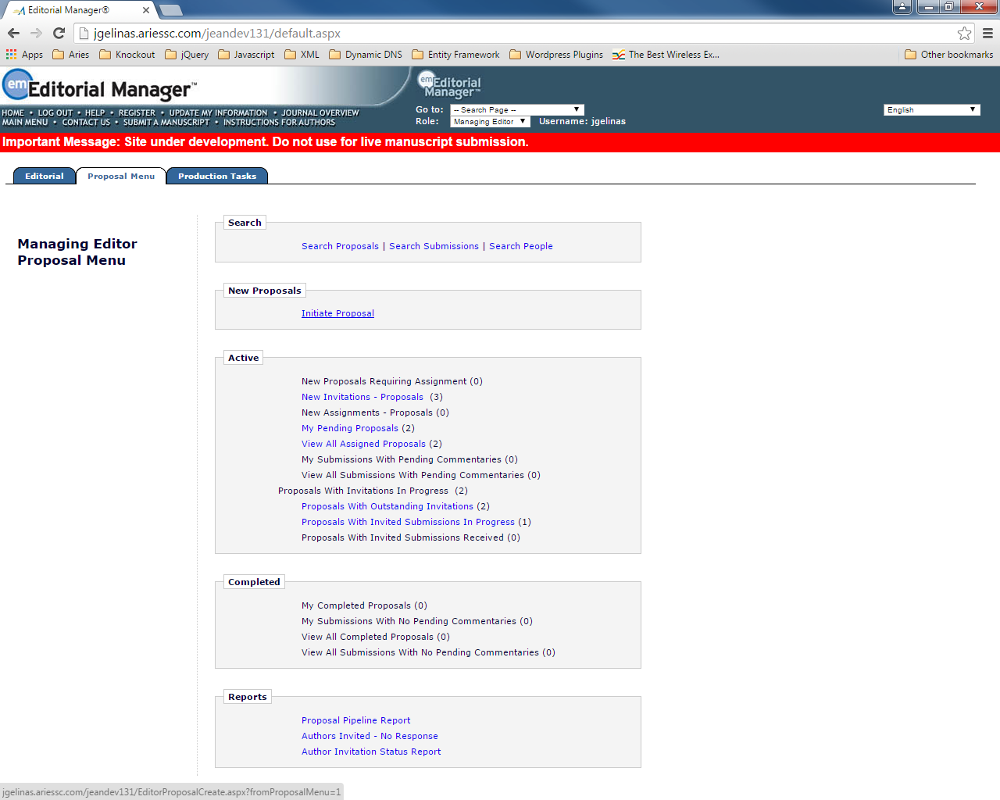 Editorial Manager®
jgelinas.ariessc.com/jeandev131/default.aspx
Apps Aries Knockout jQuery Javascript XML Dynamic DNS Entity Framework Wordpress Plugins The Best Wireless Ex... Other bookmarks
em Editorial Manager™
em Editorial Manager™
HOME • LOG OUT • HELP • REGISTER • UPDATE MY INFORMATION • JOURNAL OVERVIEW
MAIN MENU • CONTACT US • SUBMIT A MANUSCRIPT • INSTRUCTIONS FOR AUTHORS
Go to: -- Search Page -- English
Role: Managing Editor Username: jgelinas
Important Message: Site under development. Do not use for live manuscript submission.
Editorial Proposal Menu Production Tasks
Managing Editor
Proposal Menu
Search
Search Proposals | Search Submissions | Search People
New Proposals
Initiate Proposal
Active
New Proposals Requiring Assignment (0)
New Invitations - Proposals (3)
New Assignments - Proposals (0)
My Pending Proposals (2)
View All Assigned Proposals (2)
My Submissions With Pending Commentaries (0)
View All Submissions With Pending Commentaries (0)
Proposals With Invitations In Progress (2)
Proposals With Outstanding Invitations (2)
Proposals With Invited Submissions In Progress (1)
Proposals With Invited Submissions Received (0)
Completed
My Completed Proposals (0)
My Submissions With No Pending Commentaries (0)
View All Completed Proposals (0)
View All Submissions With No Pending Commentaries (0)
Reports
Proposal Pipeline Report
Authors Invited - No Response
Author Invitation Status Report
jgelinas.ariessc.com/jeandev131/EditorProposalCreate.aspx?fromProposalMenu=1